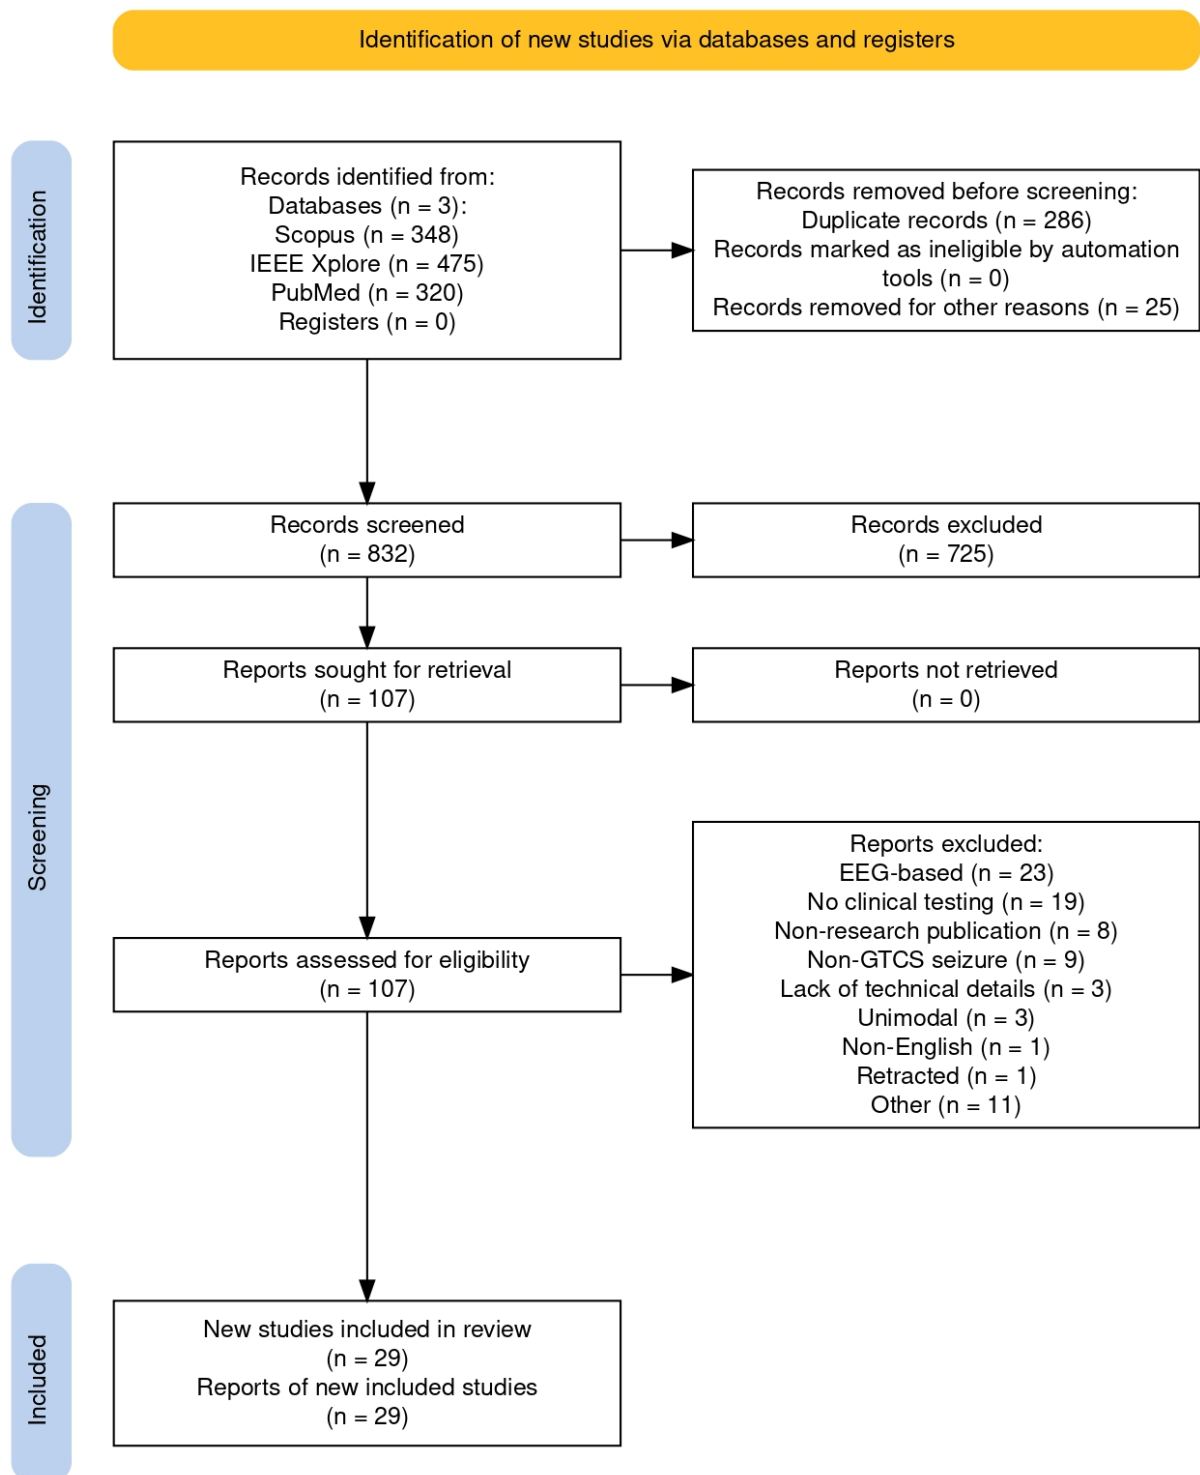 Identification of new studies via databases and registers
Identification
Records identified from:
Databases (n = 3):
Scopus (n = 348)
IEEE Xplore (n = 475)
PubMed (n = 320)
Registers (n = 0)
Records removed before screening:
Duplicate records (n = 286)
Records marked as ineligible by automation
tools (n = 0)
Records removed for other reasons (n = 25)
Screening
Records screened
(n = 832)
Records excluded
(n = 725)
Reports sought for retrieval
(n = 107)
Reports not retrieved
(n = 0)
Reports assessed for eligibility
(n = 107)
Reports excluded:
EEG-based (n = 23)
No clinical testing (n = 19)
Non-research publication (n = 8)
Non-GTCS seizure (n = 9)
Lack of technical details (n = 3)
Unimodal (n = 3)
Non-English (n = 1)
Retracted (n = 1)
Other (n = 11)
Included
New studies included in review
(n = 29)
Reports of new included studies
(n = 29)